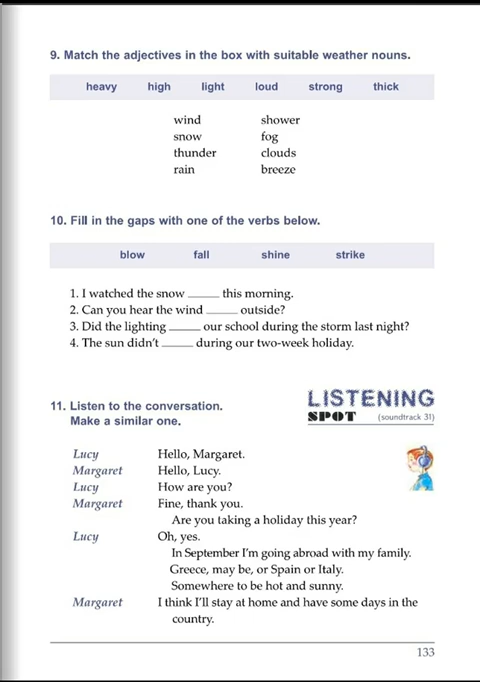 9. Match the adjectives in the box with suitable weather nouns.
heavy high light loud strong thick
wind shower
snow fog
thunder clouds
rain breeze
10. Fill in the gaps with one of the verbs below.
blow fall shine strike
1. I watched the snow _____ this morning.
2. Can you hear the wind _____ outside?
3. Did the lighting _____ our school during the storm last night?
4. The sun didn't _____ during our two-week holiday.
11. Listen to the conversation.
Make a similar one.
LISTENING
SPOT (soundtrack 31)
Lucy Hello, Margaret.
Margaret Hello, Lucy.
Lucy How are you?
Margaret Fine, thank you.
Are you taking a holiday this year?
Lucy Oh, yes.
In September I'm going abroad with my family.
Greece, may be, or Spain or Italy.
Somewhere to be hot and sunny.
Margaret I think I'll stay at home and have some days in the
country.
133